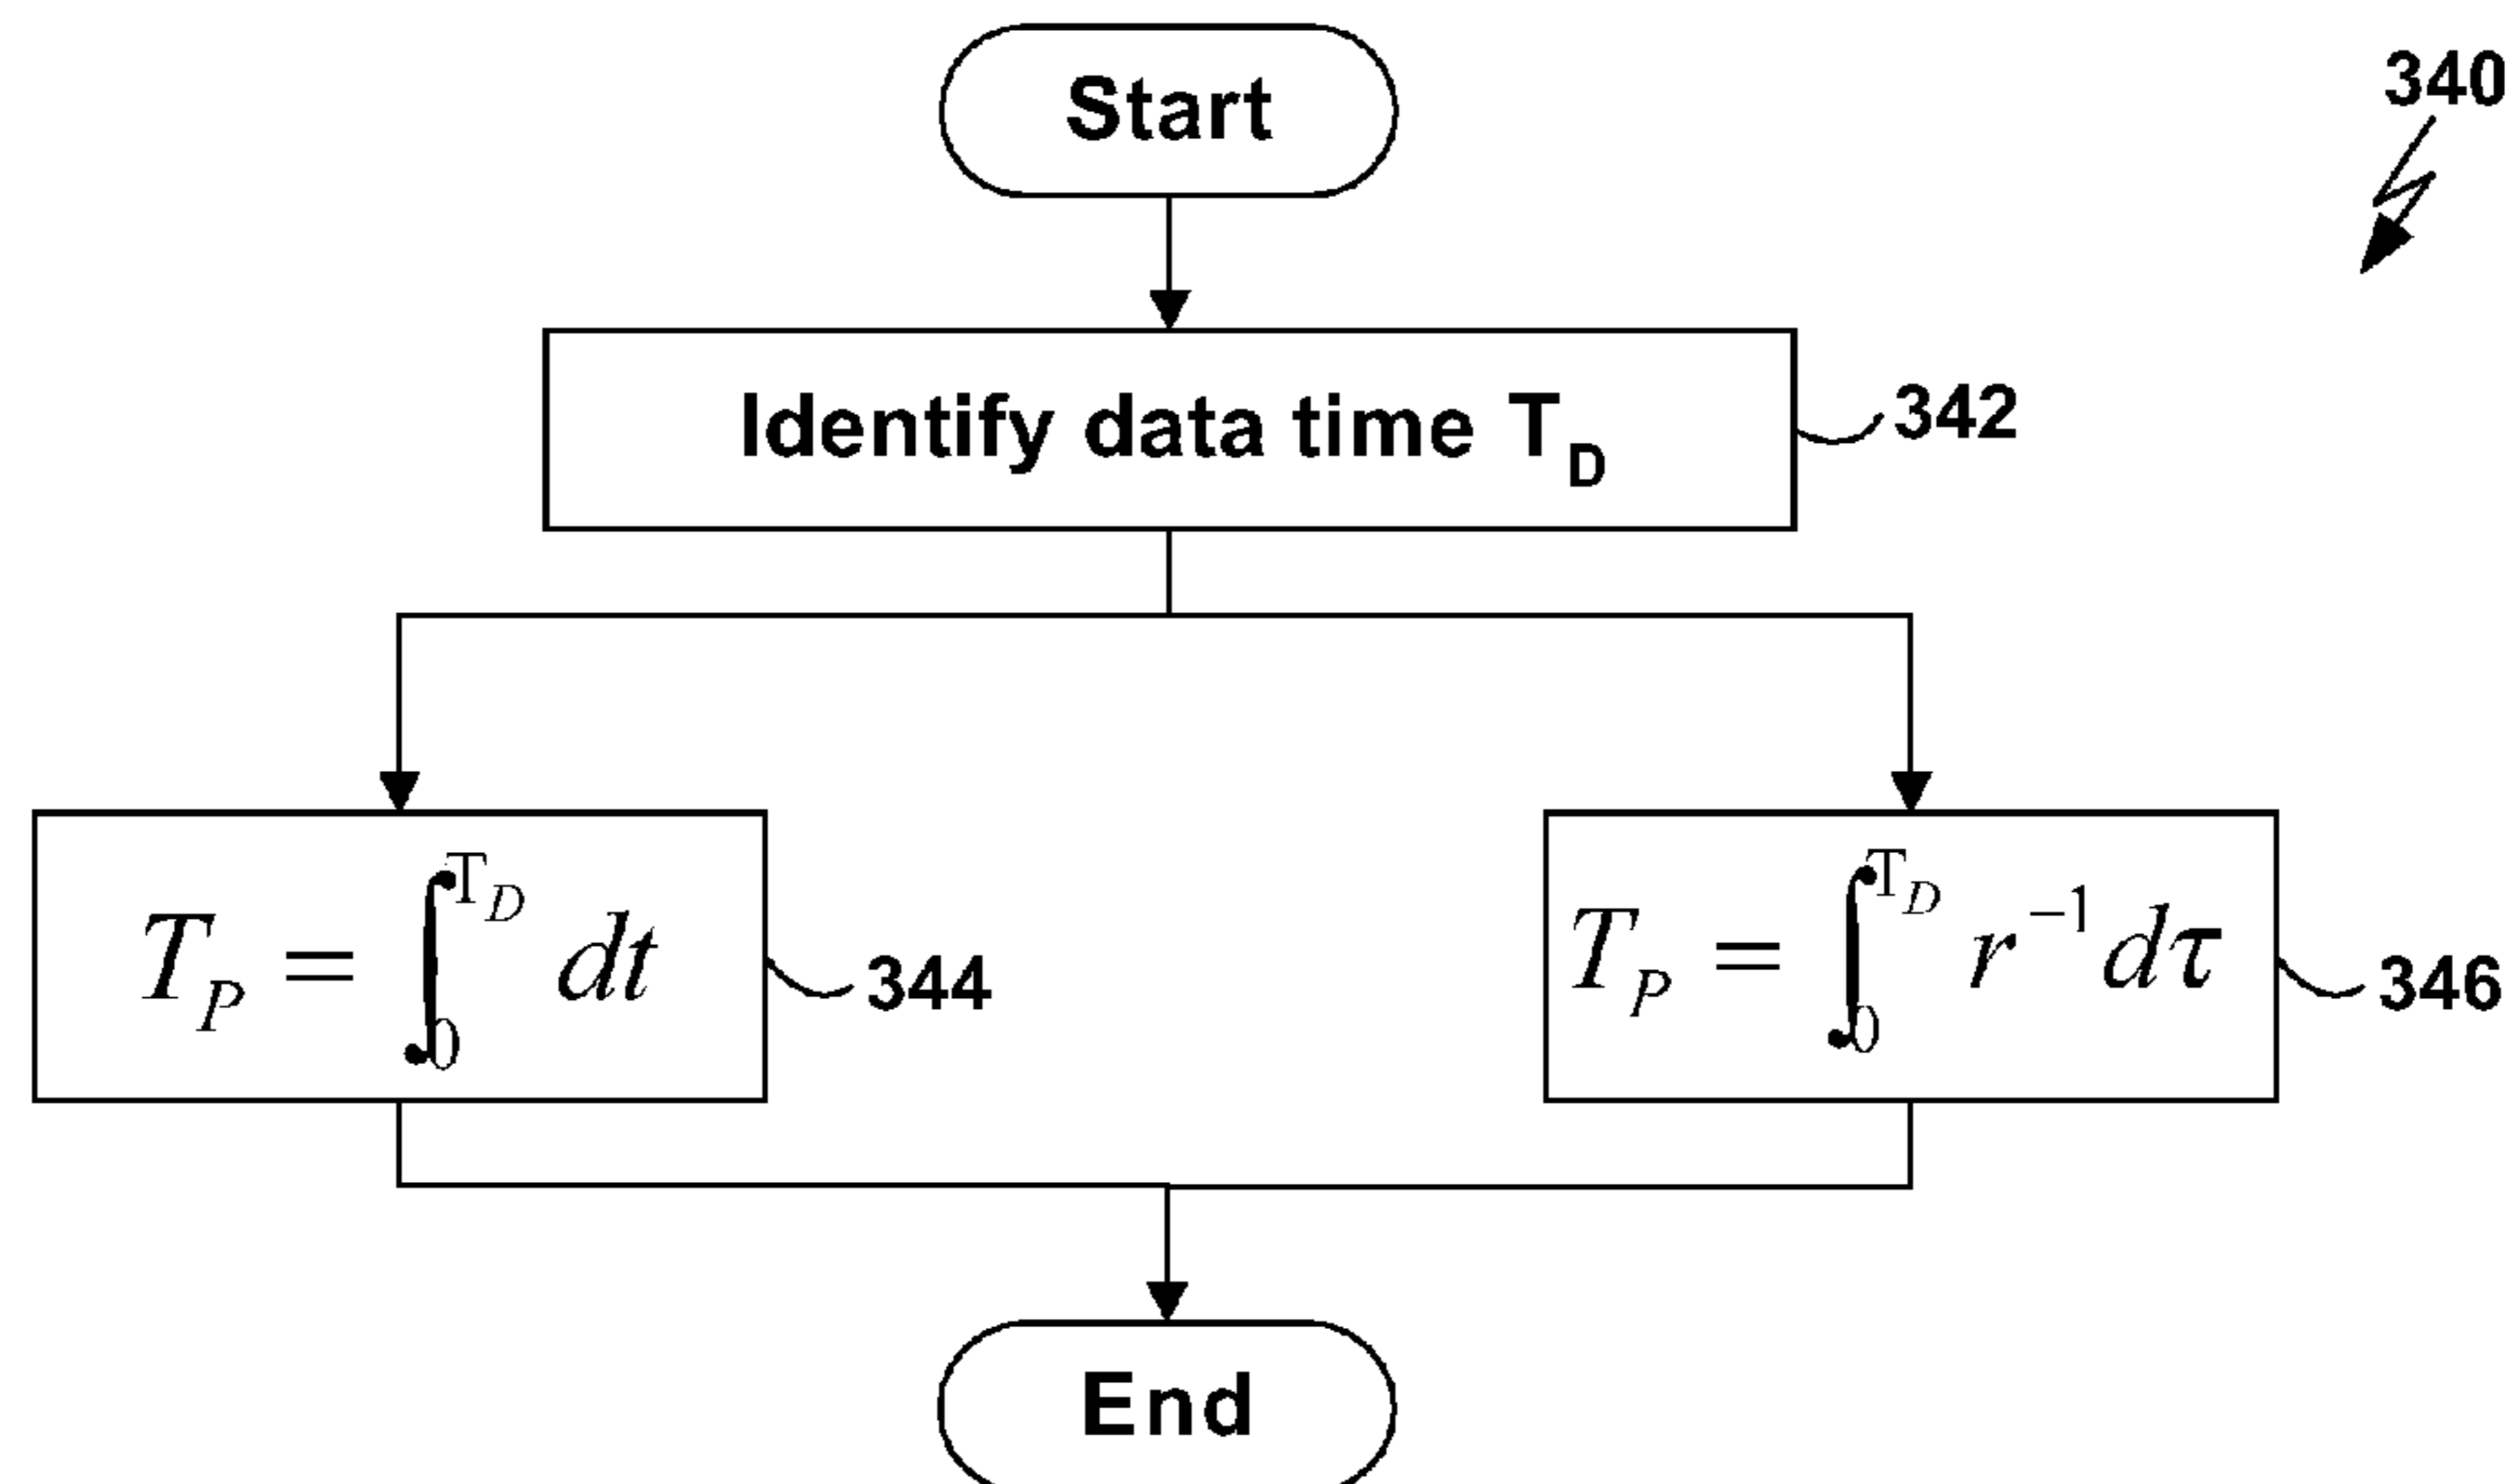 Start
340
Identify data time T_D
342
T_P = ∫_0^{T_D} dt
344
T_P = ∫_0^{T_D} r^{-1} dτ
346
End